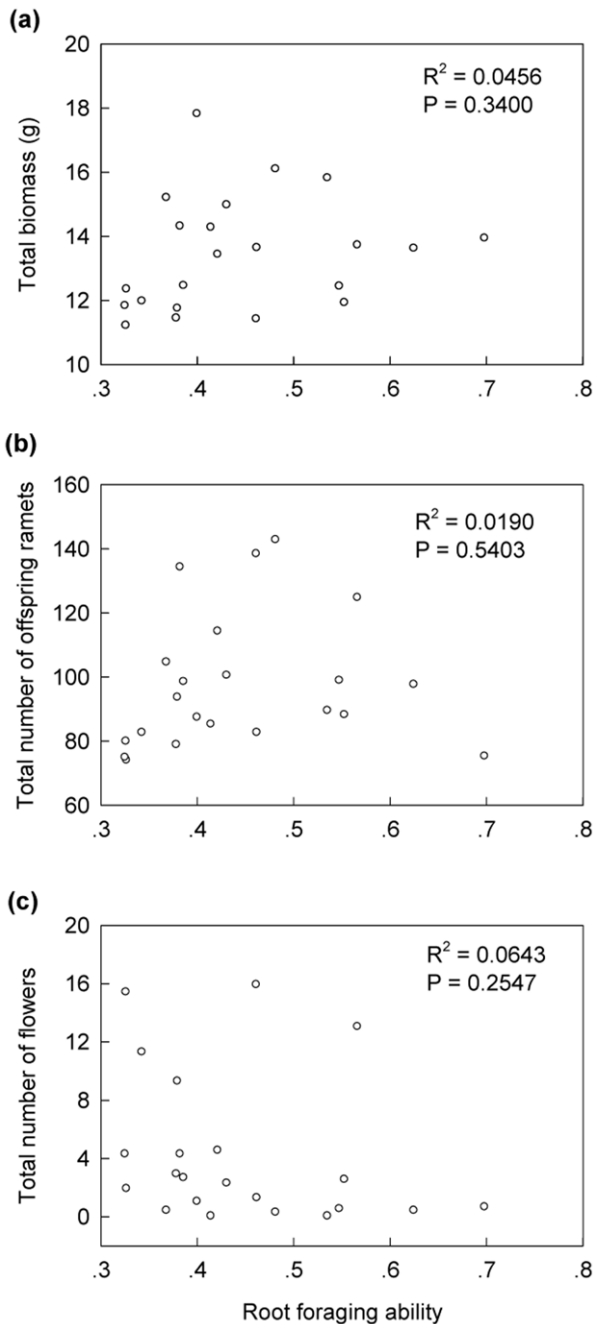 (a)
20
18
16
14
12
10
Total biomass (g)
R² = 0.0456
P = 0.3400
.3 .4 .5 .6 .7 .8
(b)
160
140
120
100
80
60
Total number of offspring ramets
R² = 0.0190
P = 0.5403
.3 .4 .5 .6 .7 .8
(c)
20
16
12
8
4
0
Total number of flowers
R² = 0.0643
P = 0.2547
.3 .4 .5 .6 .7 .8
Root foraging ability